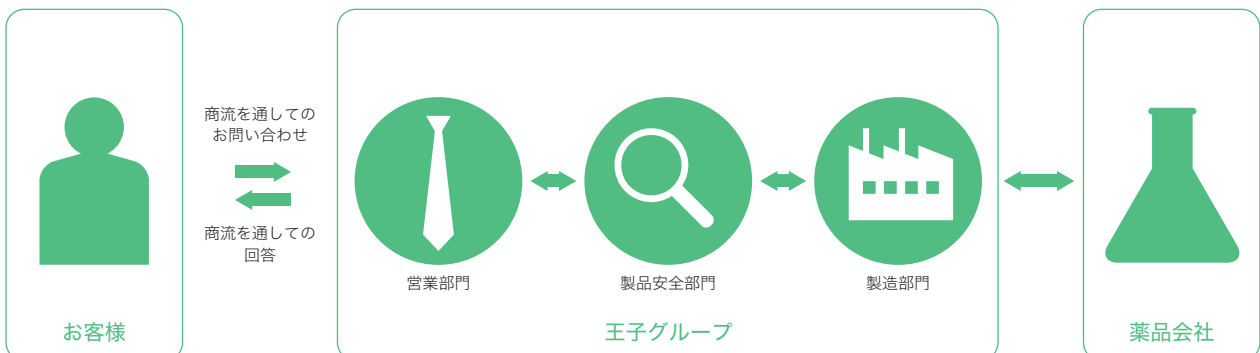 商流を通しての
お問い合わせ
商流を通しての
回答
営業部門
製品安全部門
製造部門
お客様
王子グループ
薬品会社